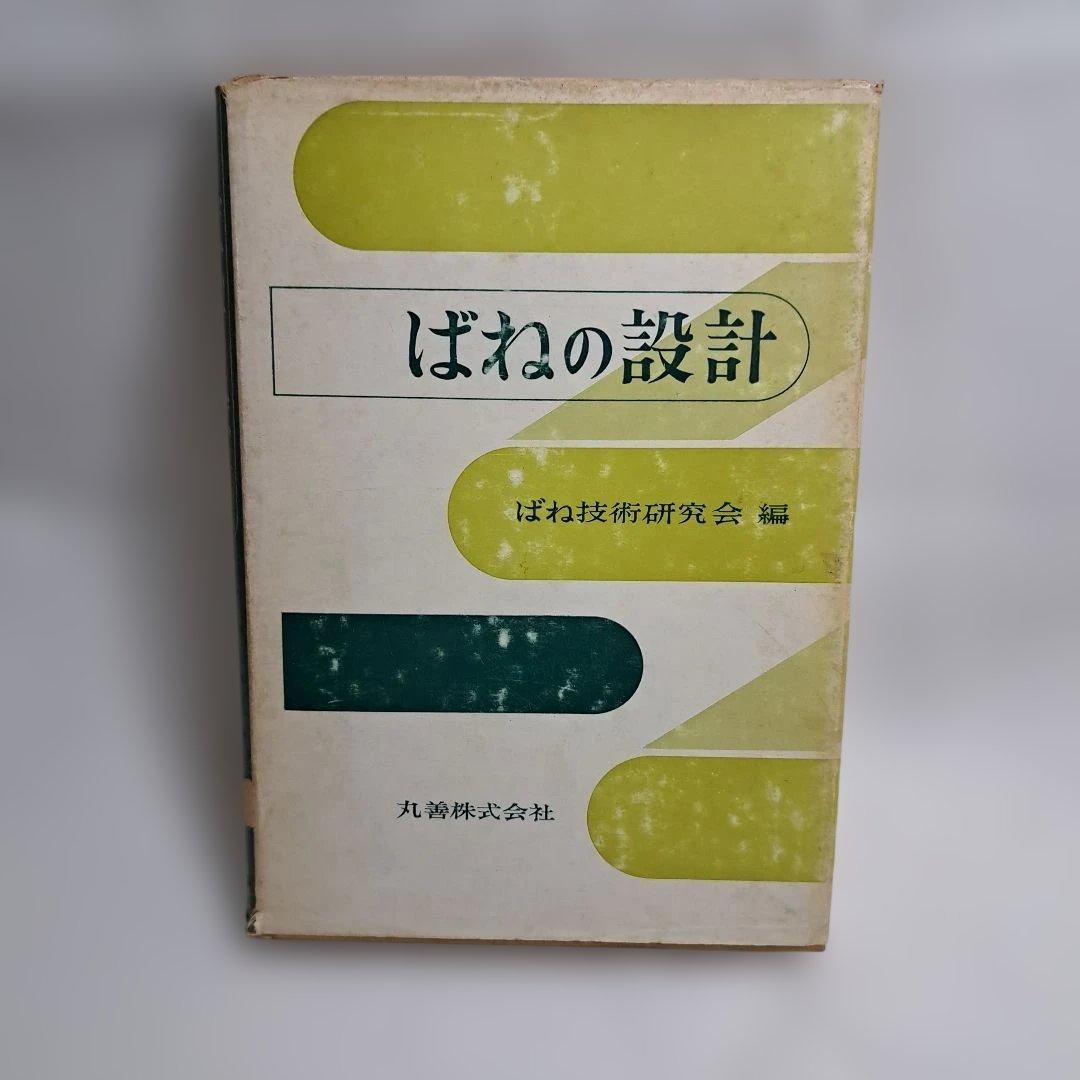 ばねの設計
ばね技術研究会 編
丸善株式会社